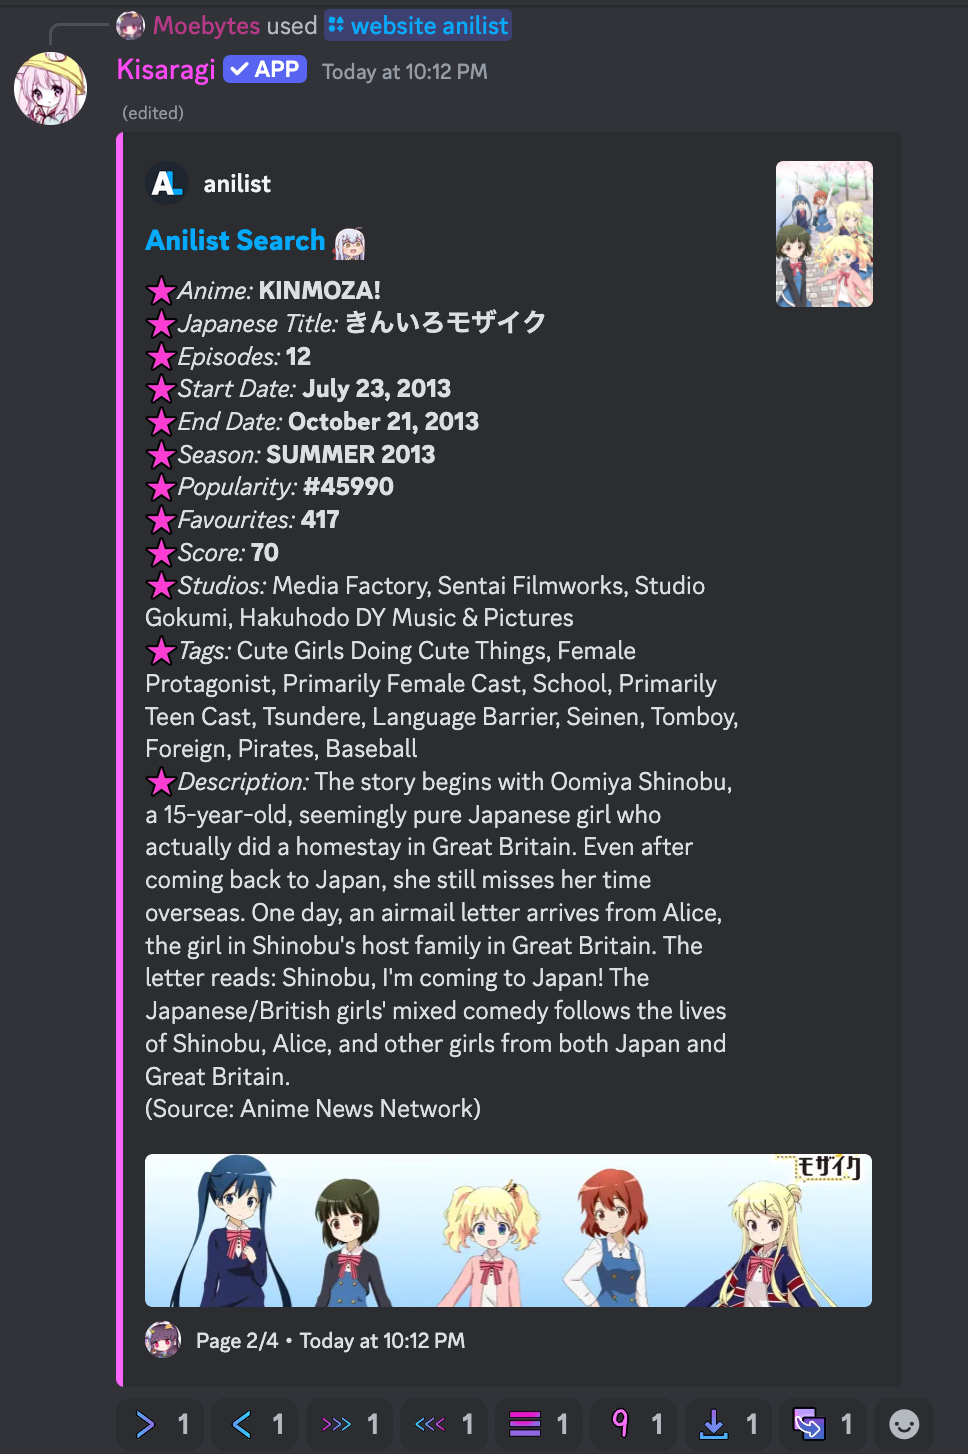 Moebytes used website anilist
Kisaragi APP Today at 10:12 PM
(edited)
AL anilist
Anilist Search
Anime: KINMOZA!
Japanese Title: きんいろモザイク
Episodes: 12
Start Date: July 23, 2013
End Date: October 21, 2013
Season: SUMMER 2013
Popularity: #45990
Favourites: 417
Score: 70
Studios: Media Factory, Sentai Filmworks, Studio
Gokumi, Hakuhodo DY Music & Pictures
Tags: Cute Girls Doing Cute Things, Female
Protagonist, Primarily Female Cast, School, Primarily
Teen Cast, Tsundere, Language Barrier, Seinen, Tomboy,
Foreign, Pirates, Baseball
Description: The story begins with Oomiya Shinobu,
a 15-year-old, seemingly pure Japanese girl who
actually did a homestay in Great Britain. Even after
coming back to Japan, she still misses her time
overseas. One day, an airmail letter arrives from Alice,
the girl in Shinobu's host family in Great Britain. The
letter reads: Shinobu, I'm coming to Japan! The
Japanese/British girls' mixed comedy follows the lives
of Shinobu, Alice, and other girls from both Japan and
Great Britain.
(Source: Anime News Network)
モザイク
Page 2/4 • Today at 10:12 PM
> 1 < 1 >>> 1 <<< 1 1 9 1 1 1